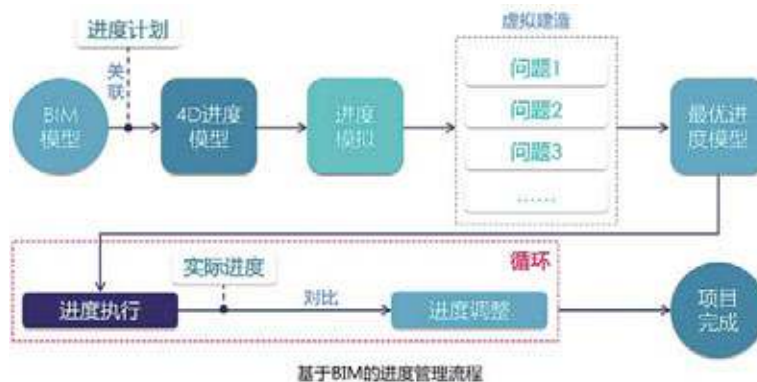 进度计划
虚拟建造
关联
BIM
模型
4D进度
模型
进度
模拟
问题1
问题2
问题3
......
最优进
度模型
循环
实际进度
进度执行
对比
进度调整
项目
完成
基于BIM的进度管理流程